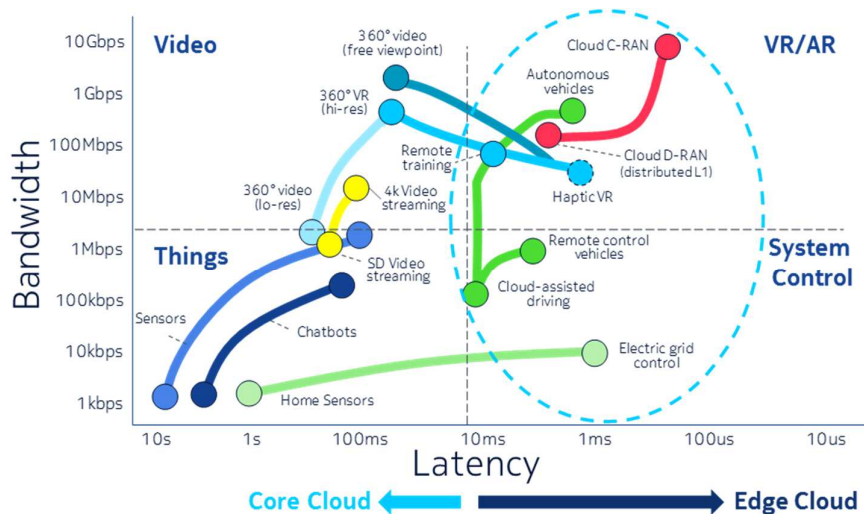 10Gbps
1Gbps
100Mbps
10Mbps
1Mbps
100kbps
10kbps
1kbps
Bandwidth
Video
VR/AR
Things
System
Control
360° video
(free viewpoint)
360° VR
(hi-res)
360° video
(lo-res)
4k Video
streaming
SD Video
streaming
Sensors
Chatbots
Home Sensors
Remote
training
Autonomous
vehicles
Cloud C-RAN
Cloud D-RAN
(distributed L1)
Haptic VR
Remote control
vehicles
Cloud-assisted
driving
Electric grid
control
10s
1s
100ms
10ms
1ms
100us
10us
Latency
Core Cloud
Edge Cloud